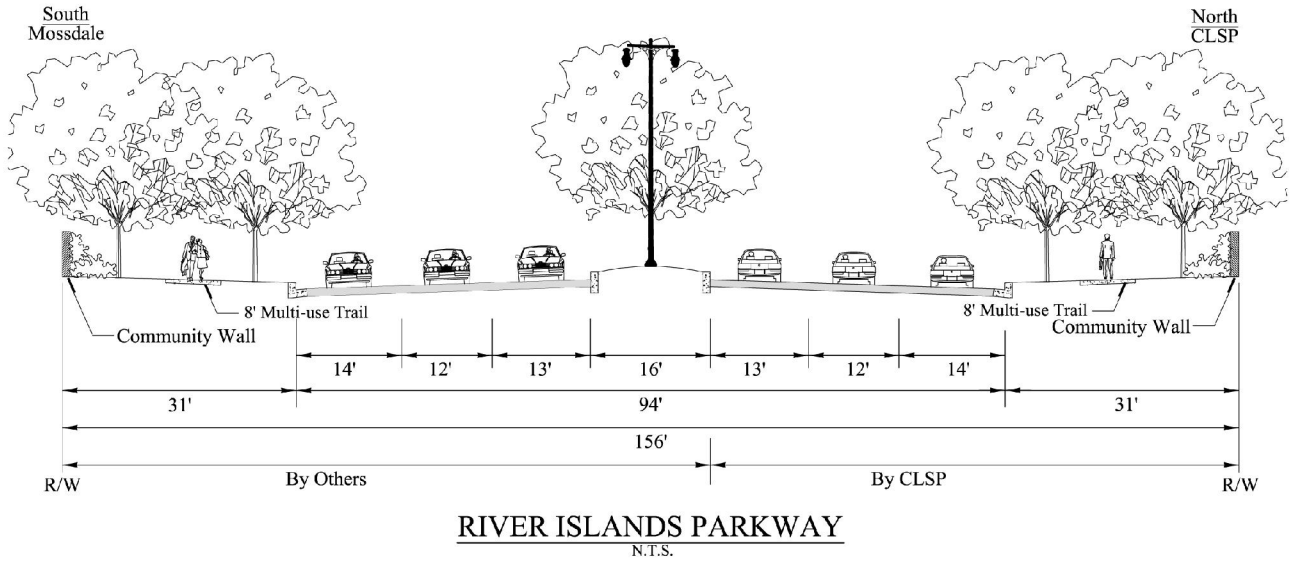 South
Mossdale
North
CLSP
8' Multi-use Trail
Community Wall
8' Multi-use Trail
Community Wall
14' 12' 13' 16' 13' 12' 14'
31' 94' 31'
156'
By Others By CLSP
R/W R/W
RIVER ISLANDS PARKWAY
N.T.S.